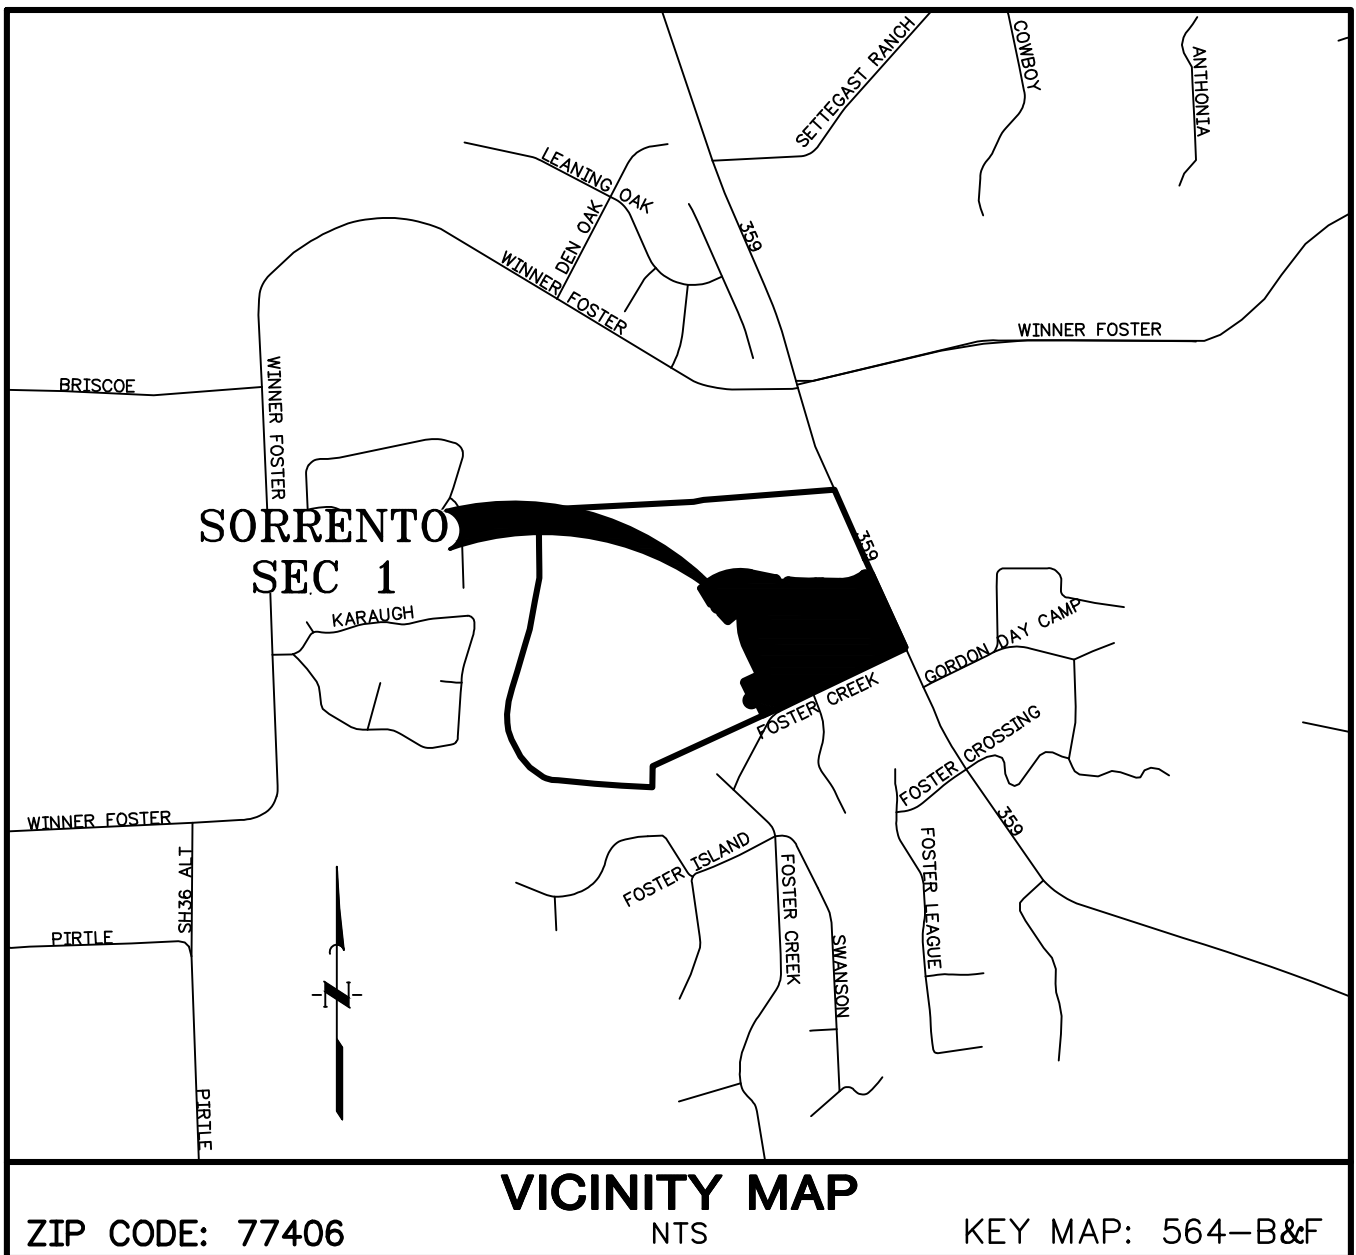 SETTEGAST RANCH
COWBOY
ANTHONIA
LEANING OAK
DEN OAK
359
WINNER FOSTER
WINNER FOSTER
BRISCOE
WINNER FOSTER
SORRENTO
SEC 1
359
KARAUGH
GORDON DAY CAMP
FOSTER CREEK
FOSTER CROSSING
WINNER FOSTER
359
SH36 ALT
FOSTER ISLAND
FOSTER CREEK
FOSTER LEAGUE
PIRTLE
SWANSON
N
PIRTLE
VICINITY MAP
ZIP CODE: 77406
NTS
KEY MAP: 564-B&F